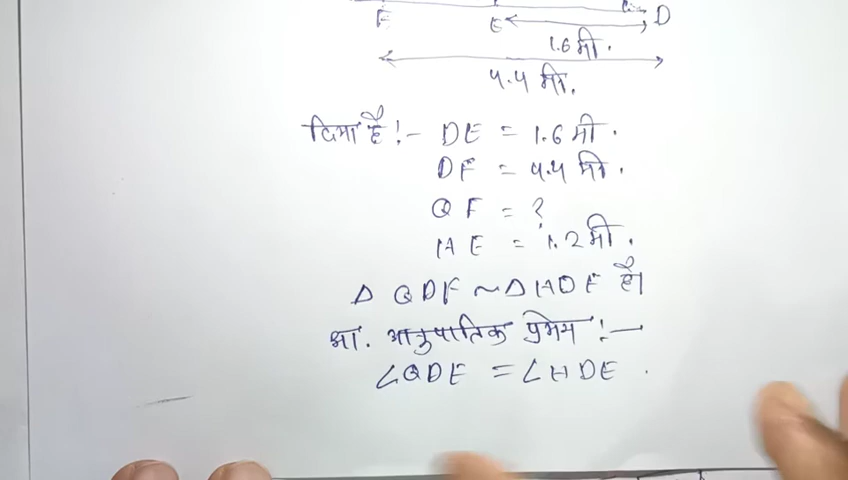 F E D
1.6 मी.
4.4 मी.
दिया है :- DE = 1.6 मी.
DF = 4.4 मी.
QF = ?
HE = 1.2 मी.
Δ QDF ~ Δ HDE है।
आ. आनुपातिक प्रमेय :-
∠QDE = ∠HDE